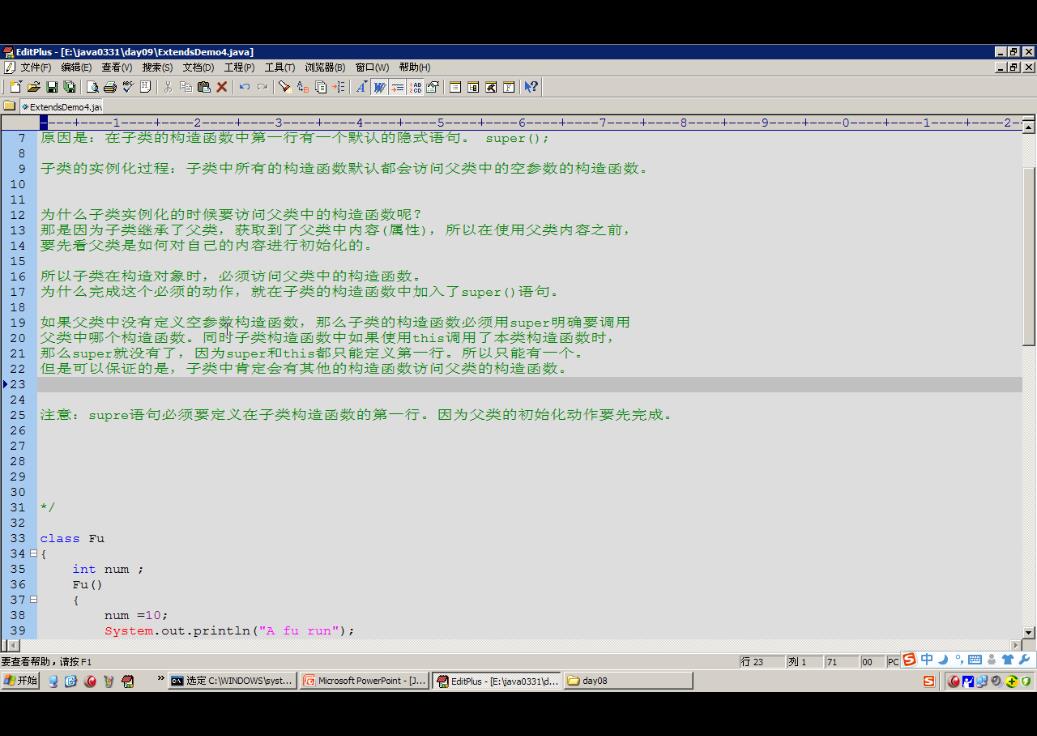 EditPlus - [E:\java0331\day09\ExtendsDemo4.java]
文件(F) 编辑(E) 查看(V) 搜索(S) 文档(D) 工程(P) 工具(T) 浏览器(B) 窗口(W) 帮助(H)
ExtendsDemo4.jav
----+----1----+----2----+----3----+----4----+----5----+----6----+----7----+----8----+----9----+----0----+----1----+----2--
7 原因是：在子类的构造函数中第一行有一个默认的隐式语句。 super();
8
9 子类的实例化过程：子类中所有的构造函数默认都会访问父类中的空参数的构造函数。
10
11
12 为什么子类实例化的时候要访问父类中的构造函数呢？
13 那是因为子类继承了父类，获取到了父类中内容(属性)，所以在使用父类内容之前，
14 要先看父类是如何对自己的内容进行初始化的。
15
16 所以子类在构造对象时，必须访问父类中的构造函数。
17 为什么完成这个必须的动作，就在子类的构造函数中加入了super()语句。
18
19 如果父类中没有定义空参数构造函数，那么子类的构造函数必须用super明确要调用
20 父类中哪个构造函数。同时子类构造函数中如果使用this调用了本类构造函数时，
21 那么super就没有了，因为super和this都只能定义第一行。所以只能有一个。
22 但是可以保证的是，子类中肯定会有其他的构造函数访问父类的构造函数。
23
24
25 注意：supre语句必须要定义在子类构造函数的第一行。因为父类的初始化动作要先完成。
26
27
28
29
30
31 */
32
33 class Fu
34 {
35 int num ;
36 Fu()
37 {
38 num =10;
39 System.out.println("A fu run");
要查看帮助，请按 F1 行 23 列 1 71 00 PC 中
开始 » 选定 C:\WINDOWS\syst... Microsoft PowerPoint - [J... EditPlus - [E:\java0331\d... day08